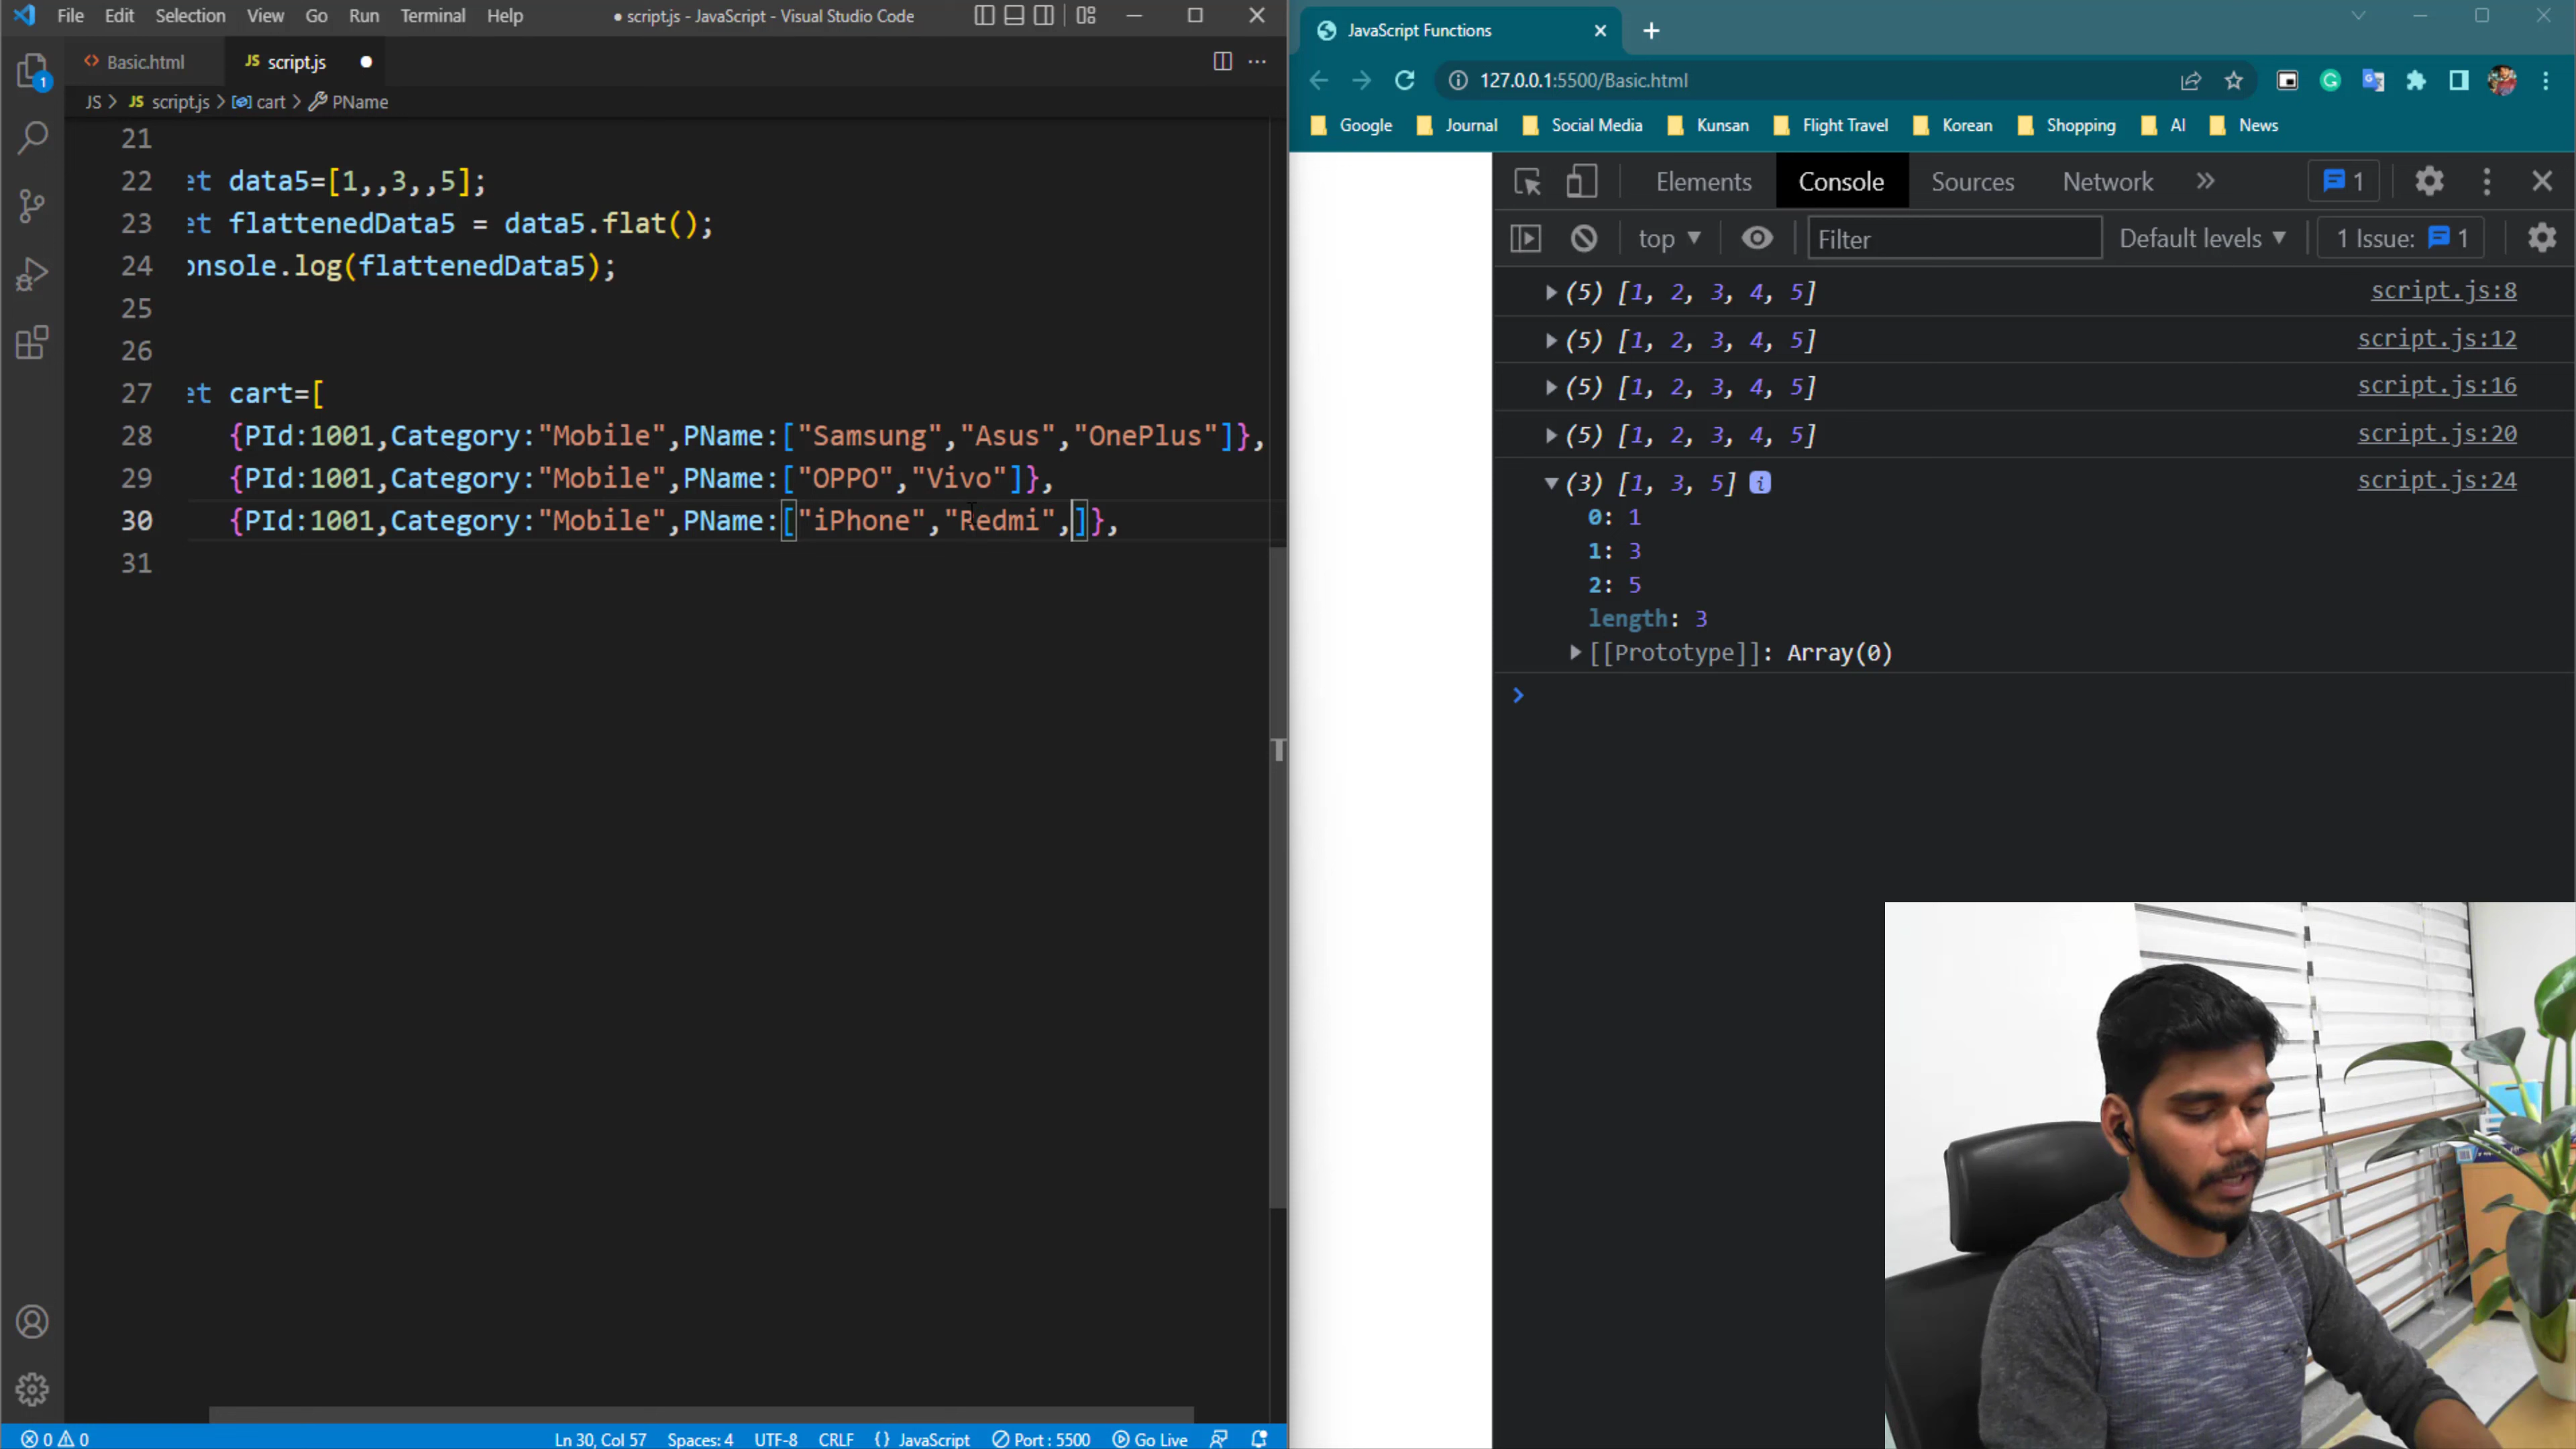 File Edit Selection View Go Run Terminal Help
● script.js - JavaScript - Visual Studio Code
1
<> Basic.html
JS script.js ●
JS > JS script.js > cart > PName
21
22 et data5=[1,,3,,5];
23 et flattenedData5 = data5.flat();
24 onsole.log(flattenedData5);
25
26
27 et cart=[
28 {PId:1001,Category:"Mobile",PName:["Samsung","Asus","OnePlus"]},
29 {PId:1001,Category:"Mobile",PName:["OPPO","Vivo"]},
30 {PId:1001,Category:"Mobile",PName:["iPhone","Redmi",]},
31
0 0 Ln 30, Col 57 Spaces: 4 UTF-8 CRLF {} JavaScript Port : 5500 Go Live
JavaScript Functions
127.0.0.1:5500/Basic.html
Google Journal Social Media Kunsan Flight Travel Korean Shopping AI News
Elements Console Sources Network » 1
top Filter Default levels 1 Issue: 1
(5) [1, 2, 3, 4, 5] script.js:8
(5) [1, 2, 3, 4, 5] script.js:12
(5) [1, 2, 3, 4, 5] script.js:16
(5) [1, 2, 3, 4, 5] script.js:20
(3) [1, 3, 5] i script.js:24
0: 1
1: 3
2: 5
length: 3
[[Prototype]]: Array(0)